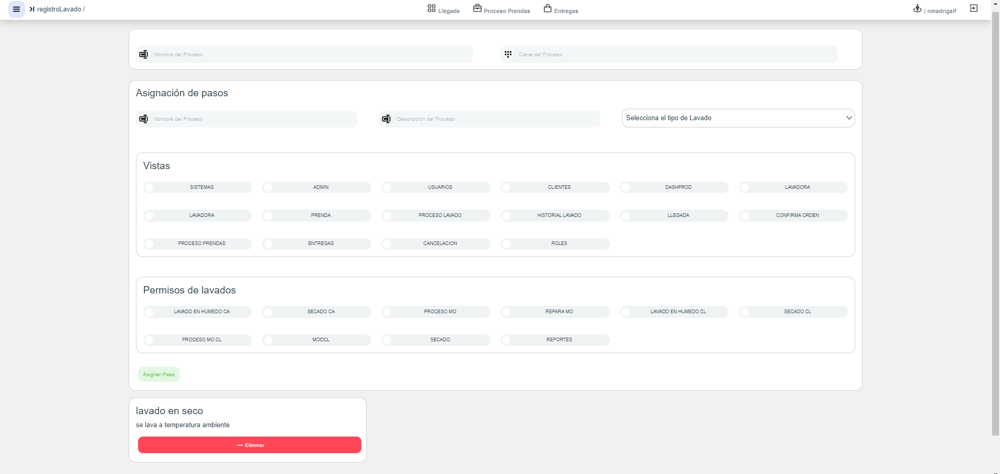 registroLavado /
Llegada
Proceso Prendas
Entregas
| nmadrigalf
Nombre del Proceso
Clave del Proceso
Asignación de pasos
Nombre del Proceso
Descripción del Proceso
Selecciona el tipo de Lavado
Vistas
SISTEMAS
ADMIN
USUARIOS
CLIENTES
DASHPROD
LAVADORA
LAVADORA
PRENDA
PROCESO LAVADO
HISTORIAL LAVADO
LLEGADA
CONFIRMA ORDEN
PROCESO PRENDAS
ENTREGAS
CANCELACION
ROLES
Permisos de lavados
LAVADO EN HUMEDO CA
SECADO CA
PROCESO MO
REPARA MO
LAVADO EN HUMEDO CL
SECADO CL
PROCESO MO CL
MODCL
SECADO
REPORTES
Asignar Paso
lavado en seco
se lava a temperatura ambiente
— Eliminar